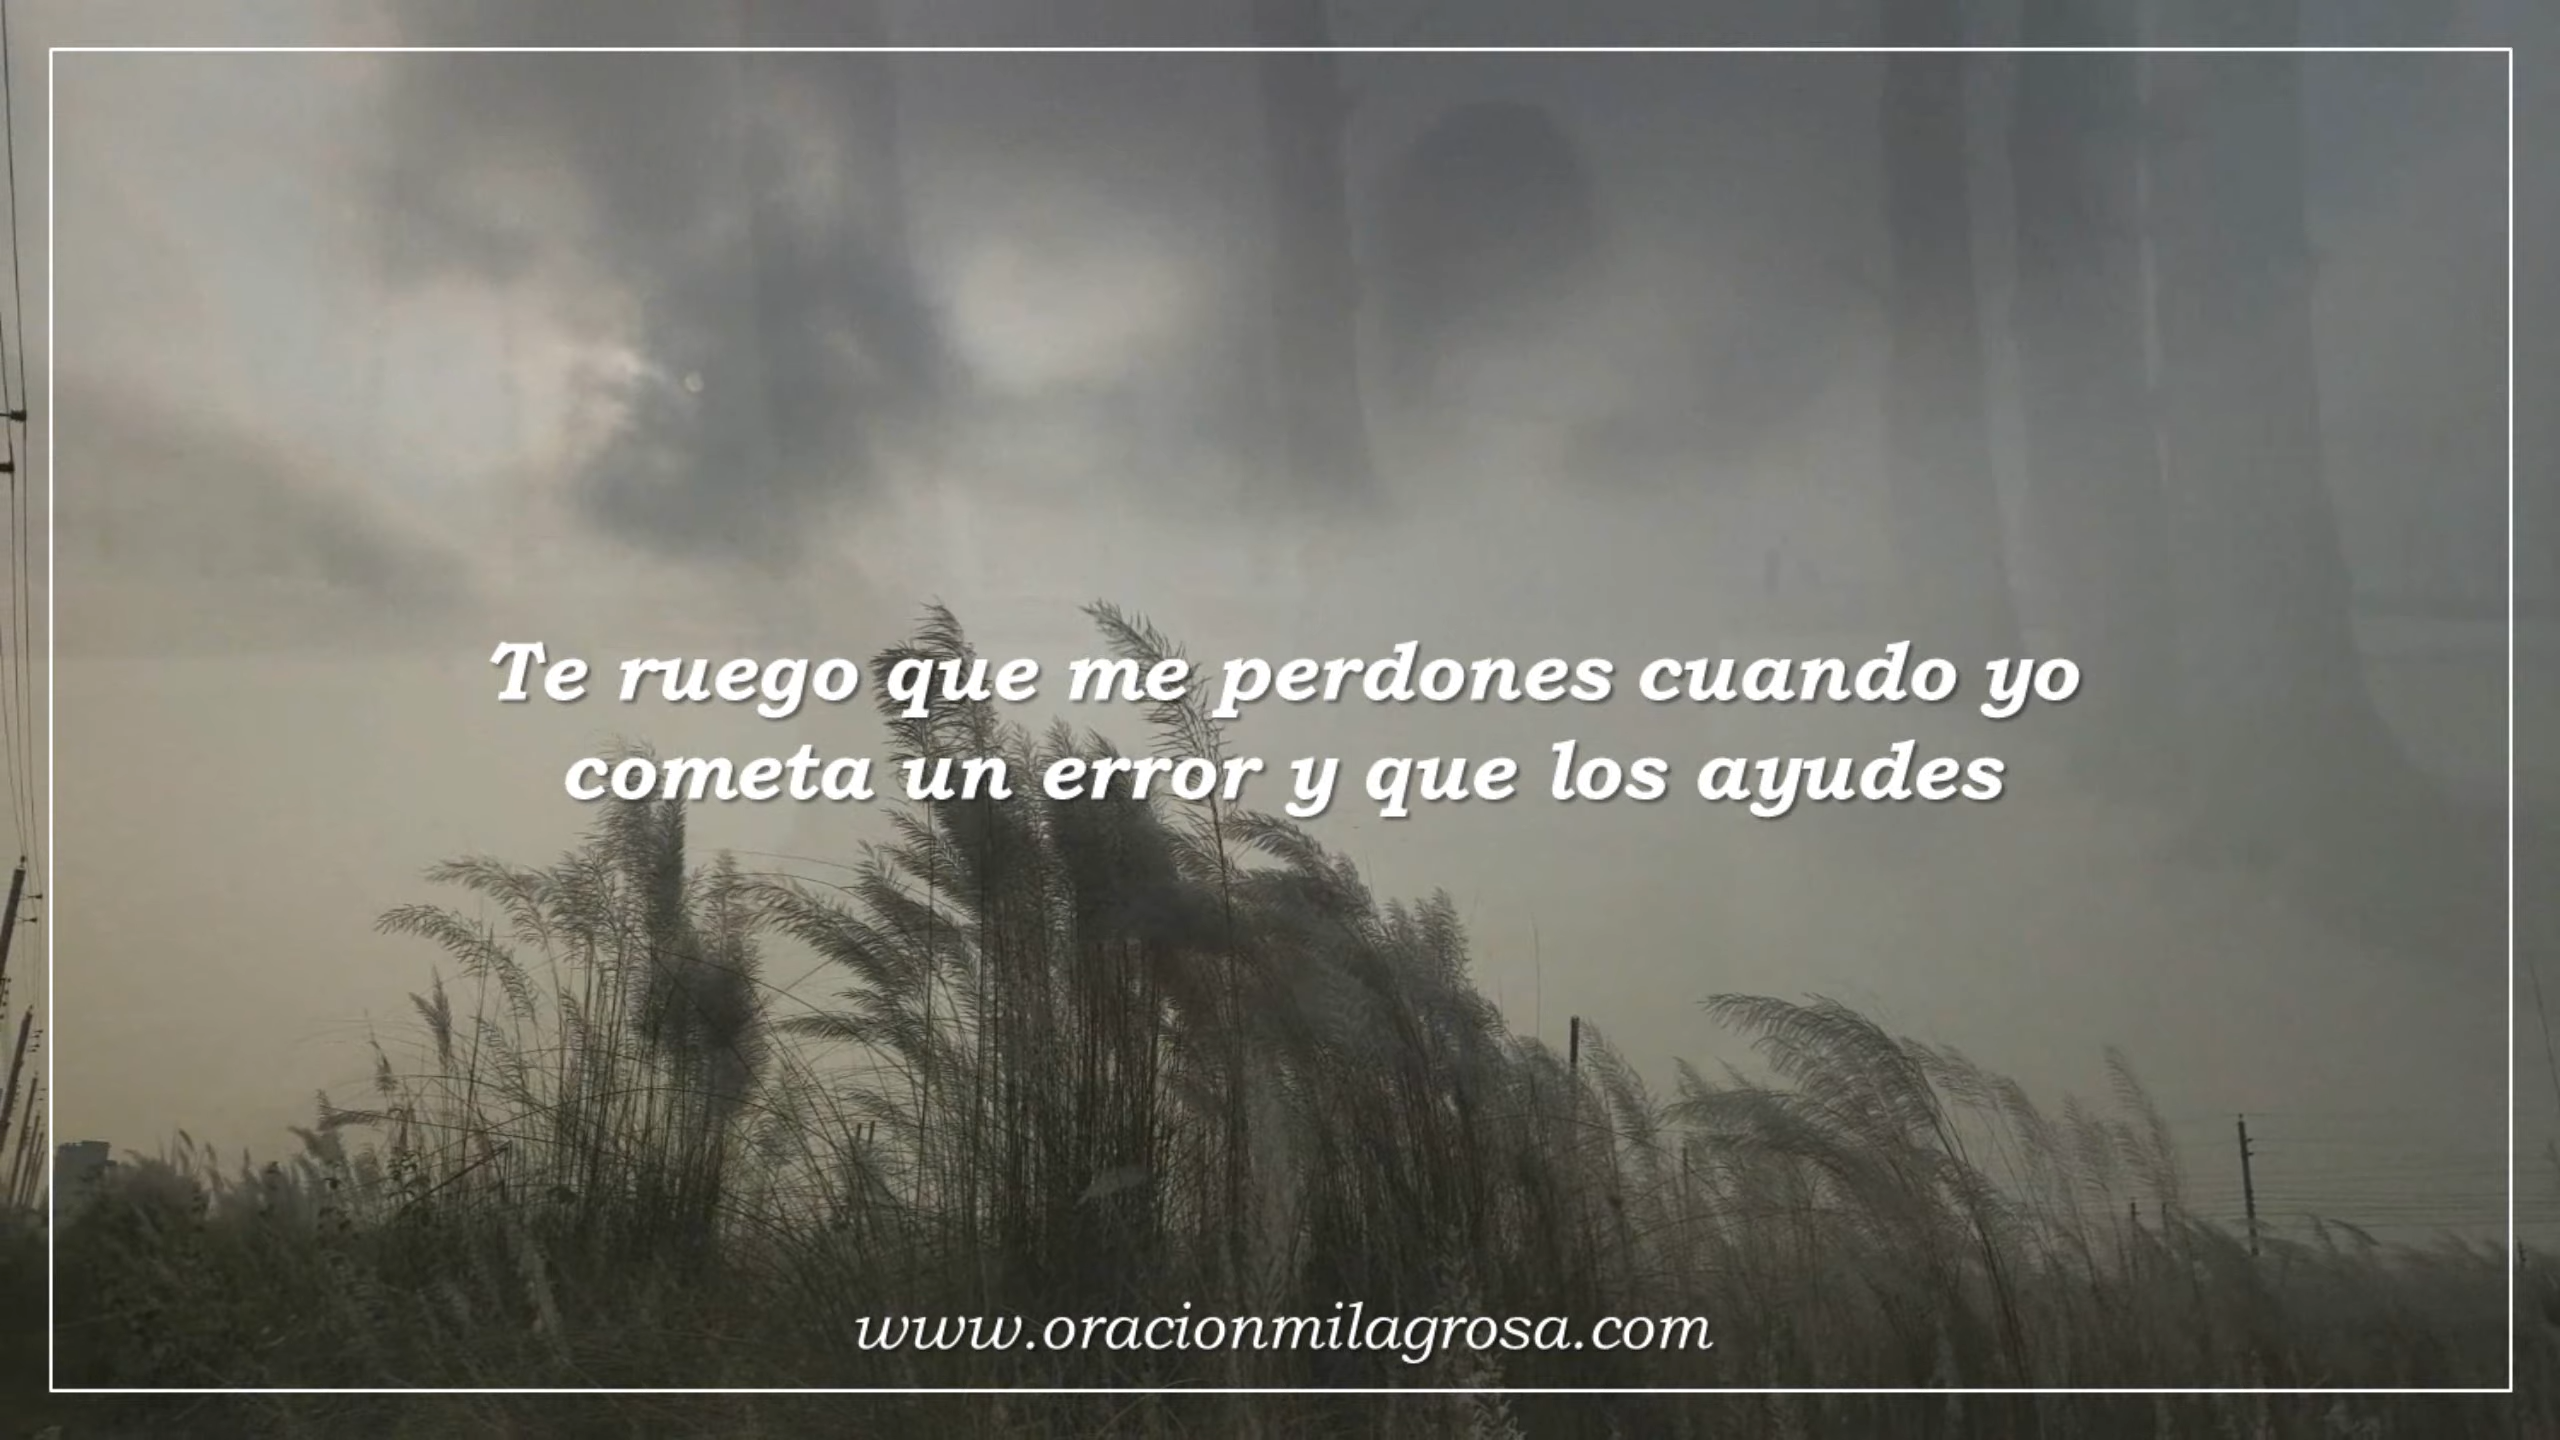 Te ruego que me perdones cuando yo
cometa un error y que los ayudes
www.oracionmilagrosa.com